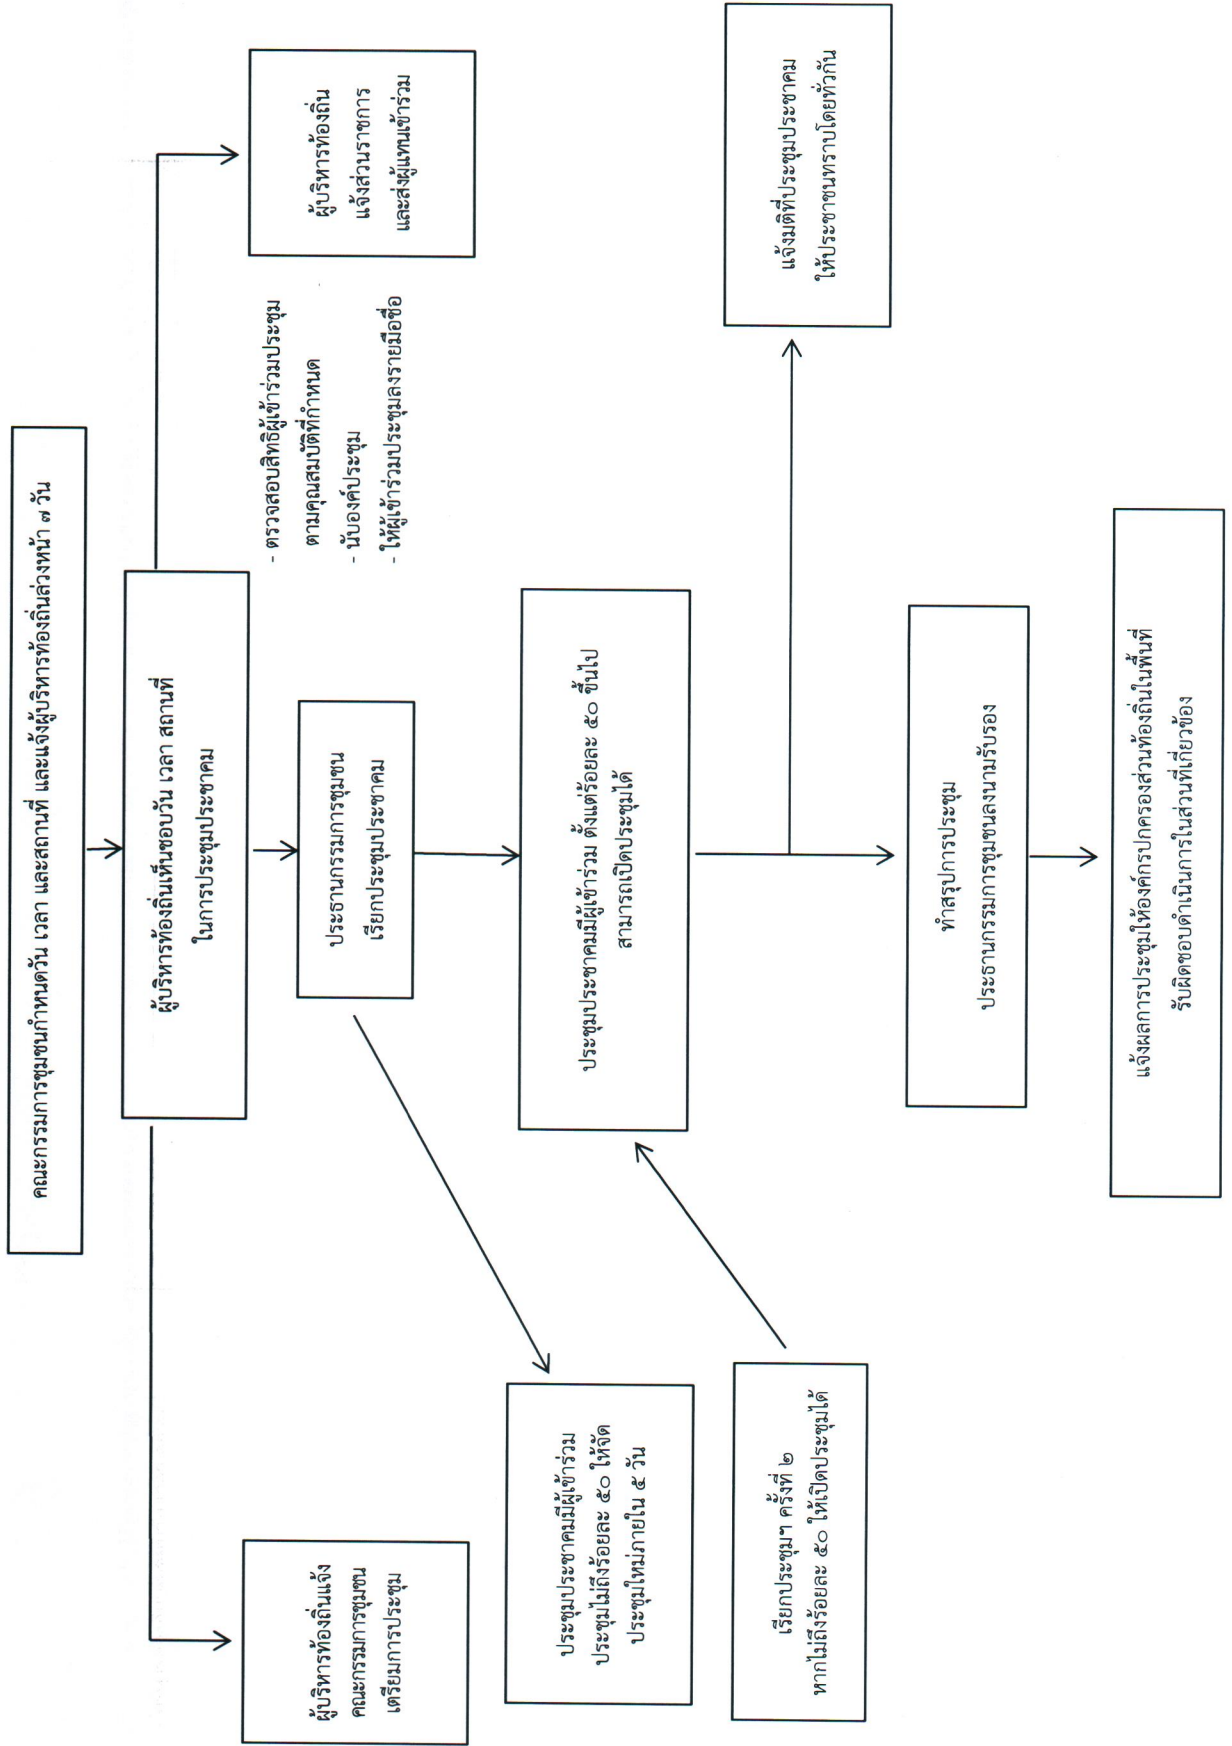 คณะกรรมการชุมชนกำหนดวัน เวลา และสถานที่ และแจ้งผู้บริหารท้องถิ่นล่วงหน้า ๗ วัน
ผู้บริหารท้องถิ่นเห็นชอบวัน เวลา สถานที่
ในการประชุมประชาคม
ผู้บริหารท้องถิ่นแจ้ง
คณะกรรมการชุมชน
เตรียมการประชุม
ผู้บริหารท้องถิ่น
แจ้งส่วนราชการ
และส่งผู้แทนเข้าร่วม
ประธานกรรมการชุมชน
เรียกประชุมประชาคม
- ตรวจสอบสิทธิผู้เข้าร่วมประชุม
ตามคุณสมบัติที่กำหนด
- นับองค์ประชุม
- ให้ผู้เข้าร่วมประชุมลงรายมือชื่อ
ประชุมประชาคมมีผู้เข้าร่วม
ประชุมไม่ถึงร้อยละ ๕๐ ให้จัด
ประชุมใหม่ภายใน ๕ วัน
ประชุมประชาคมมีผู้เข้าร่วม ตั้งแต่ร้อยละ ๕๐ ขึ้นไป
สามารถเปิดประชุมได้
เรียกประชุมฯ ครั้งที่ ๒
หากไม่ถึงร้อยละ ๕๐ ให้เปิดประชุมได้
แจ้งมติที่ประชุมประชาคม
ให้ประชาชนทราบโดยทั่วกัน
ทำสรุปการประชุม
ประธานกรรมการชุมชนลงนามรับรอง
แจ้งผลการประชุมให้องค์กรปกครองส่วนท้องถิ่นในพื้นที่
รับผิดชอบดำเนินการในส่วนที่เกี่ยวข้อง